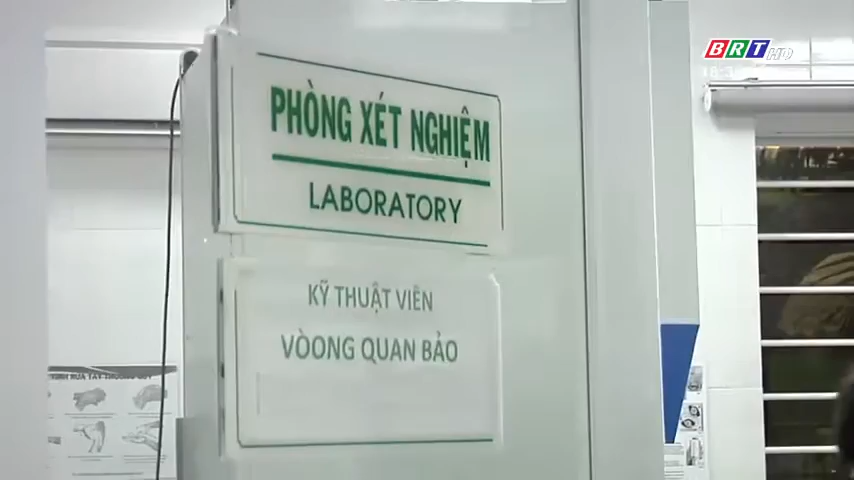 BRT HD
PHÒNG XÉT NGHIỆM
LABORATORY
KỸ THUẬT VIÊN
VÒONG QUAN BẢO